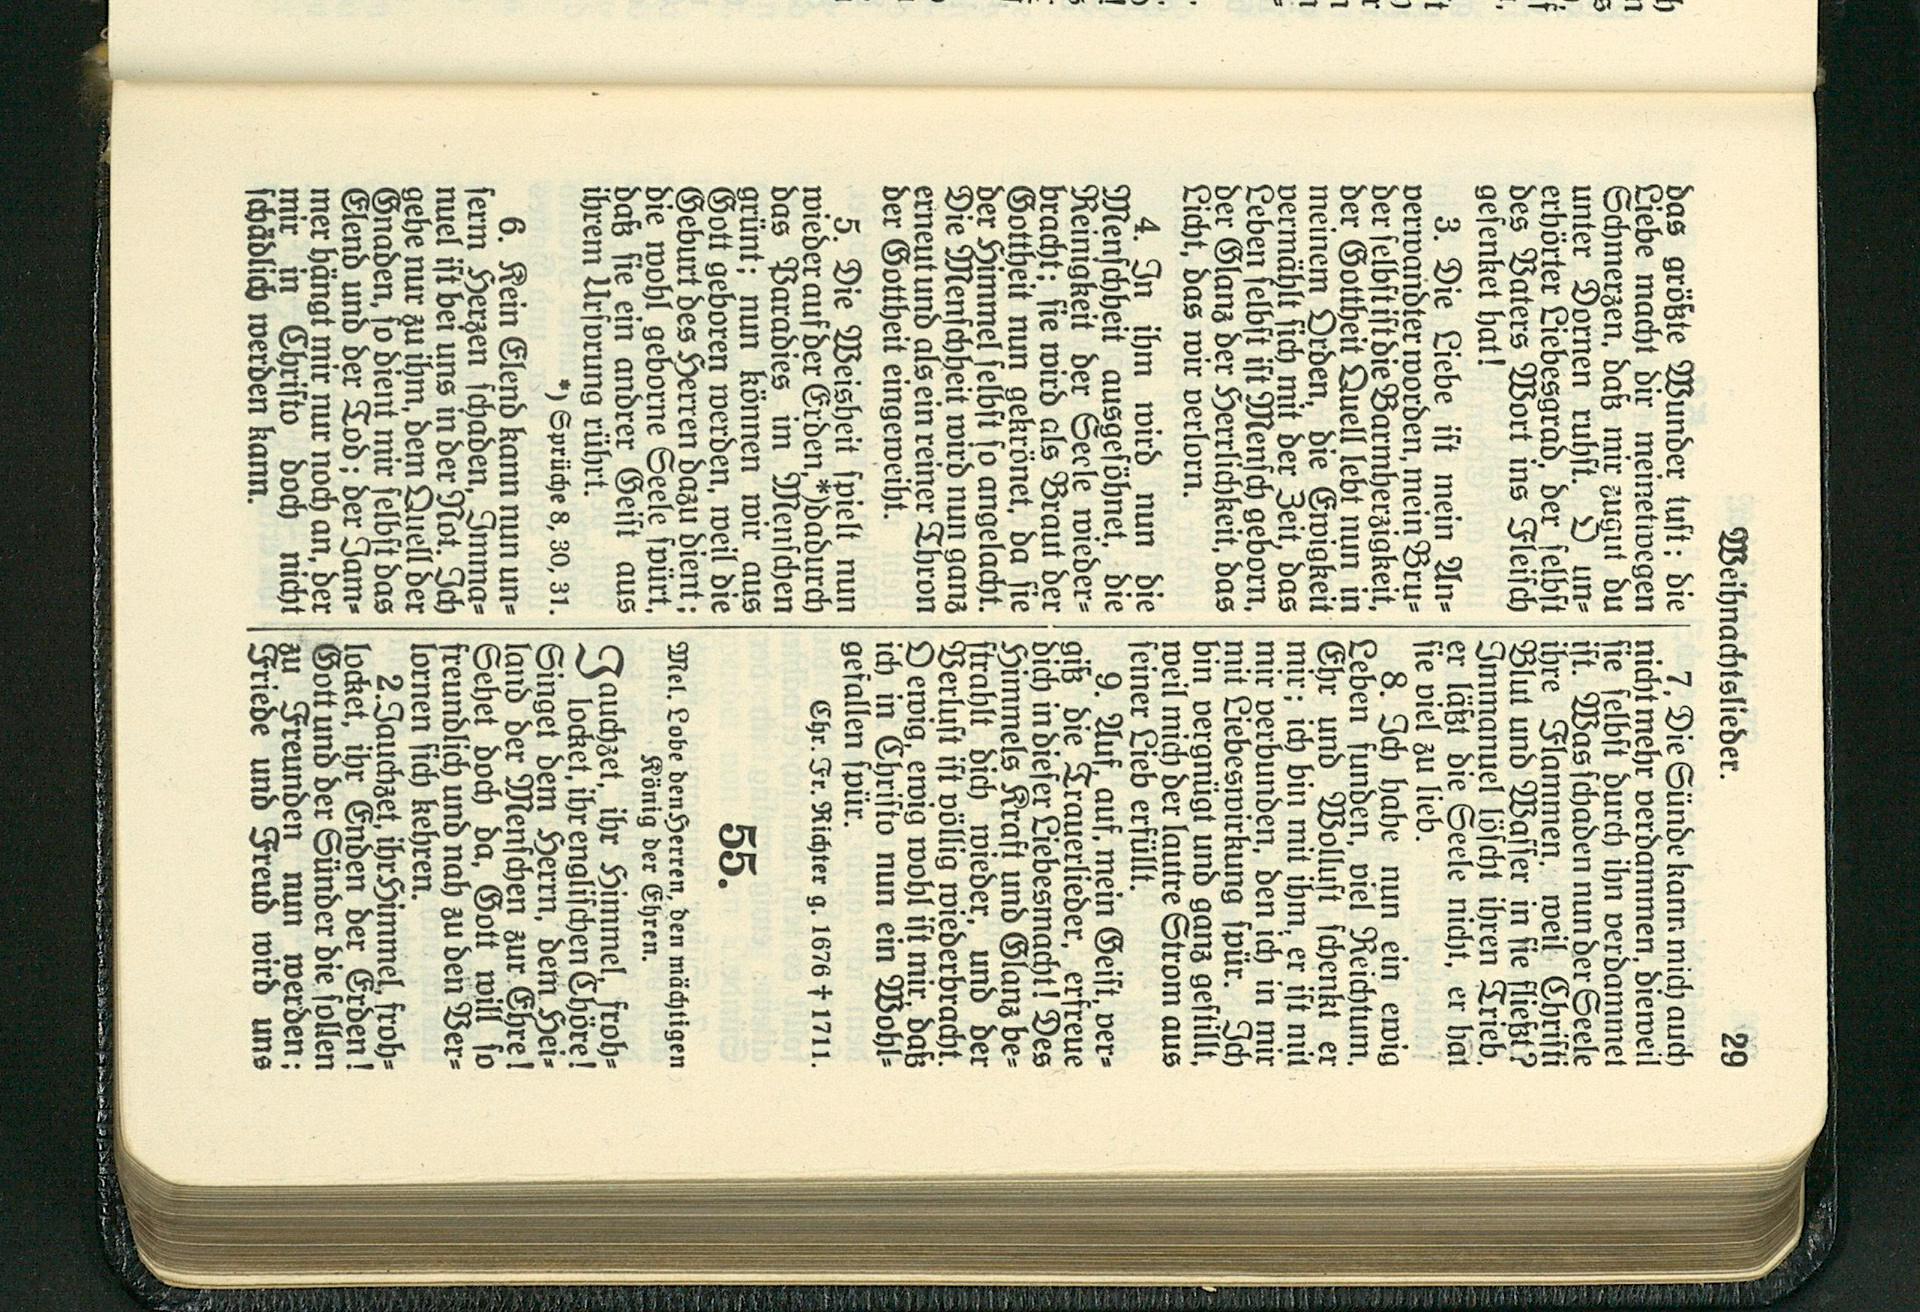 Weihnachtslieder. 29
das größte Wunder tust; die
Liebe macht dir meinetwegen
Schmerzen, daß mir zugut du
unter Dornen ruhst. O un-
erhörter Liebesgrad, der selbst
des Vaters Wort ins Fleisch
gesenket hat!
3. Die Liebe ist mein An-
verwandter worden, mein Bru-
der selbst ist die Barmherzigkeit,
der Gottheit Quell lebt nun in
meinem Orden, die Ewigkeit
vermählt sich mit der Zeit, das
Leben selbst ist Mensch geborn,
der Glanz der Herrlichkeit, das
Licht, das wir verlorn.
4. In ihm wird nun die
Menschheit ausgesöhnet, die
Reinigkeit der Seele wieder-
bracht; sie wird als Braut der
Gottheit nun gekrönet, da sie
der Himmel selbst so angelacht.
Die Menschheit wird nun ganz
erneut und als ein reiner Thron
der Gottheit eingeweiht.
5. Die Weisheit spielt nun
wieder auf der Erden,*) dadurch
das Paradies im Menschen
grünt; nun können wir aus
Gott geboren werden, weil die
Geburt des Herren dazu dient;
die wohl geborne Seele spürt,
daß sie ein andrer Geist aus
ihrem Ursprung rührt.
*) Sprüche 8, 30, 31.
6. Kein Elend kann nun un-
serm Herzen schaden, Imma-
nuel ist bei uns in der Not. Ich
gehe nur zu ihm, dem Quell der
Gnaden, so dient mir selbst das
Elend und der Tod; der Jam-
mer hängt mir nur noch an, der
mir in Christo doch nicht
schädlich werden kann.
7. Die Sünde kann mich auch
nicht mehr verdammen, dieweil
sie selbst durch ihn verdammet
ist. Was schaden nun der Seele
ihre Flammen, weil Christi
Blut und Wasser in sie fließt?
Immanuel löscht ihren Trieb,
er läßt die Seele nicht, er hat
sie viel zu lieb.
8. Ich habe nun ein ewig
Leben funden, viel Reichtum,
Ehr und Wollust schenkt er
mir; ich bin mit ihm, er ist mit
mir verbunden, den ich in mir
mit Liebeswirkung spür. Ich
bin vergnügt und ganz gestillt,
weil mich der lautre Strom aus
seiner Lieb erfüllt.
9. Auf, auf, mein Geist, ver-
giß die Trauerlieder, erfreue
dich in dieser Liebesmacht! Des
Himmels Kraft und Glanz be-
strahlt dich wieder, und der
Verlust ist völlig wiederbracht.
O ewig, ewig wohl ist mir, daß
ich in Christo nun ein Wohl-
gefallen spür.
Chr. Fr. Richter g. 1676 † 1711.
55.
Mel. Lobe den Herren, den mächtigen
König der Ehren.
Jauchzet, ihr Himmel, froh-
locket, ihr englischen Chöre!
Singet dem Herrn, dem Hei-
land der Menschen zur Ehre!
Sehet doch da, Gott will so
freundlich und nah zu den Ver-
lornen sich kehren.
2. Jauchzet, ihr Himmel, froh-
locket, ihr Enden der Erden!
Gott und der Sünder die sollen
zu Freunden nun werden;
Friede und Freud wird uns